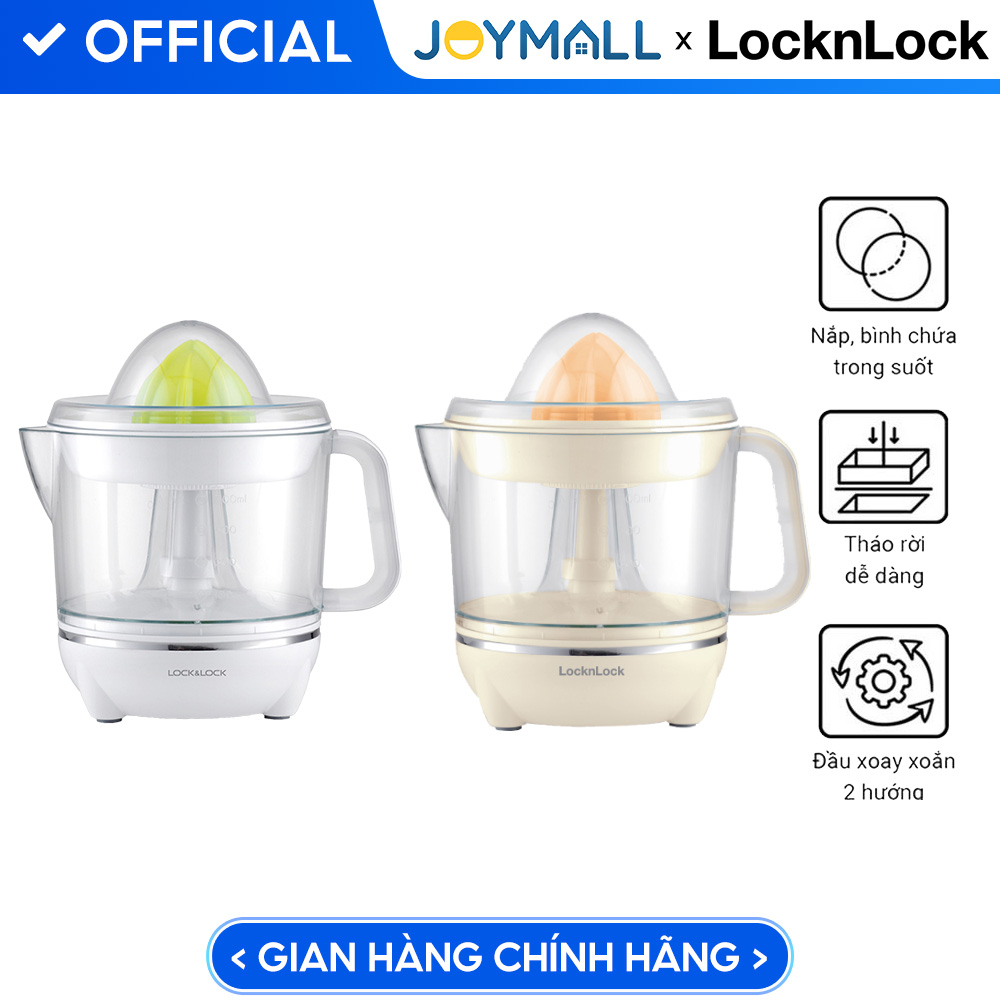 OFFICIAL
JOYMALL x LocknLock
Nắp, bình chứa
trong suốt
Tháo rời
dễ dàng
Đầu xoay xoắn
2 hướng
LOCK&LOCK
LocknLock
< GIAN HÀNG CHÍNH HÃNG >